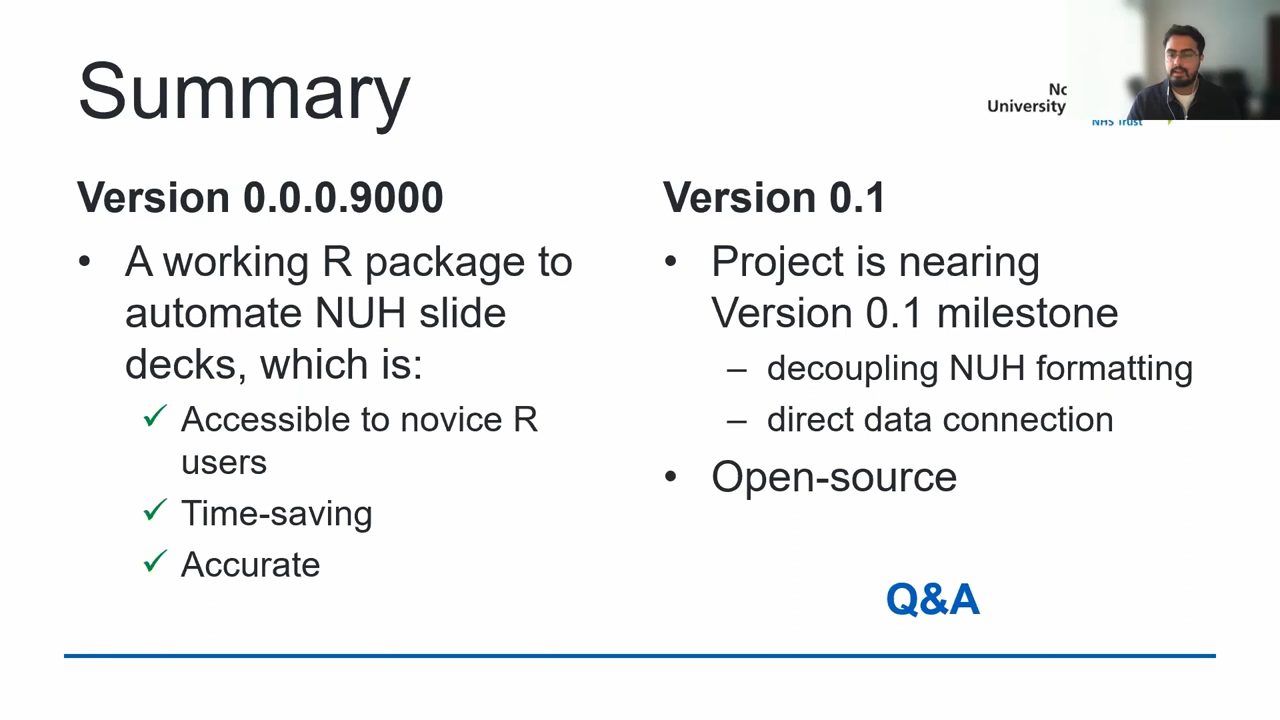 Summary
University
NHS Trust
Version 0.0.0.9000
• A working R package to
automate NUH slide
decks, which is:
✓ Accessible to novice R
users
✓ Time-saving
✓ Accurate
Version 0.1
• Project is nearing
Version 0.1 milestone
– decoupling NUH formatting
– direct data connection
• Open-source
Q&A